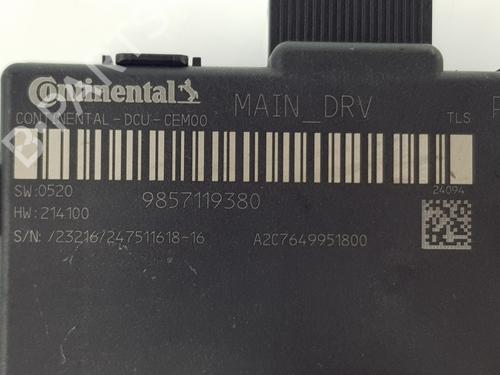 Continental MAIN_DRV
CONTINENTAL-DCU-CEM00 TLS
SW:0520 24094
9857119380
HW:214100
S/N: /23216/247511618-16 A2C7649951800